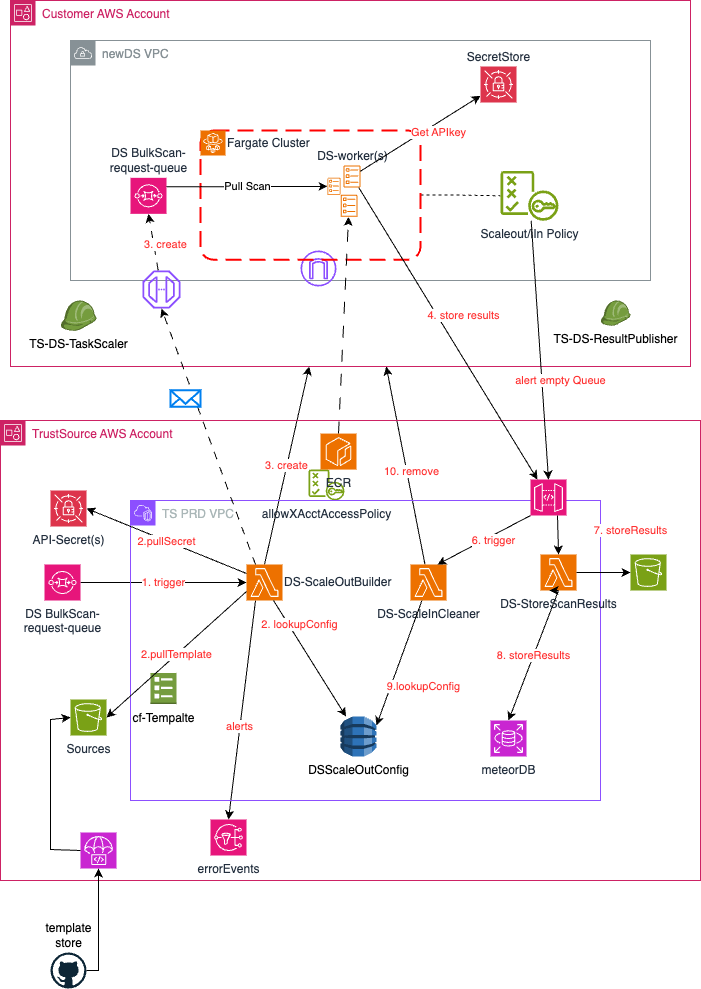 Customer AWS Account
newDS VPC
SecretStore
Get APIkey
Fargate Cluster
DS BulkScan-
request-queue
DS-worker(s)
Pull Scan
Scaleout/In Policy
3. create
4. store results
TS-DS-TaskScaler
TS-DS-ResultPublisher
alert empty Queue
TrustSource AWS Account
3. create
10. remove
ECR
TS PRD VPC
allowXAcctAccessPolicy
API-Secret(s)
2.pullSecret
6. trigger
7. storeResults
1. trigger
DS-ScaleOutBuilder
DS BulkScan-
request-queue
DS-ScaleInCleaner
DS-StoreScanResults
2. lookupConfig
2.pullTemplate
8. storeResults
9.lookupConfig
cf-Tempalte
alerts
Sources
DSScaleOutConfig
meteorDB
errorEvents
template
store